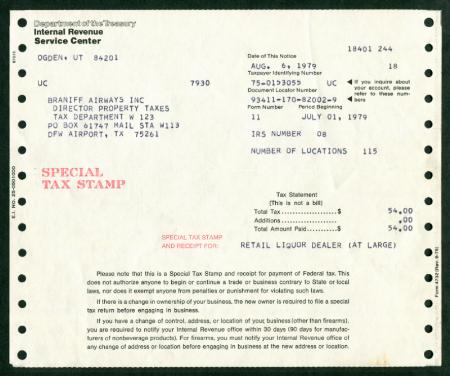 Department of the Treasury
Internal Revenue
Service Center
OGDEN, UT 84201
18401 244
Date of This Notice
AUG. 6, 1979 18
Taxpayer Identifying Number
UC 7930 75-0153055 UC
Document Locator Number
93411-170-82002-9
If you inquire about
your account, please
refer to these num-
bers
BRANIFF AIRWAYS INC
DIRECTOR PROPERTY TAXES
TAX DEPARTMENT W 123
PO BOX 61747 MAIL STA W113
DFW AIRPORT, TX 75261
Form Number Period Beginning
11 JULY 01, 1979
IRS NUMBER 08
NUMBER OF LOCATIONS 115
SPECIAL
TAX STAMP
Tax Statement
(This is not a bill)
Total Tax....................$ 54.00
Additions .................... .00
Total Amount Paid..........$ 54.00
SPECIAL TAX STAMP
AND RECEIPT FOR:
RETAIL LIQUOR DEALER (AT LARGE)
Please note that this is a Special Tax Stamp and receipt for payment of Federal tax. This
does not authorize anyone to begin or continue a trade or business contrary to State or local
laws, nor does it exempt anyone from penalties or punishment for violating such laws.
If there is a change in ownership of your business, the new owner is required to file a special
tax return before engaging in business.
If you have a change of control, address, or location of your business (other than firearms),
you are required to notify your Internal Revenue office within 30 days (90 days for manufac-
turers of nonbeverage products). For firearms, you must notify your Internal Revenue office
of any change of address or location before engaging in business at the new address or location.